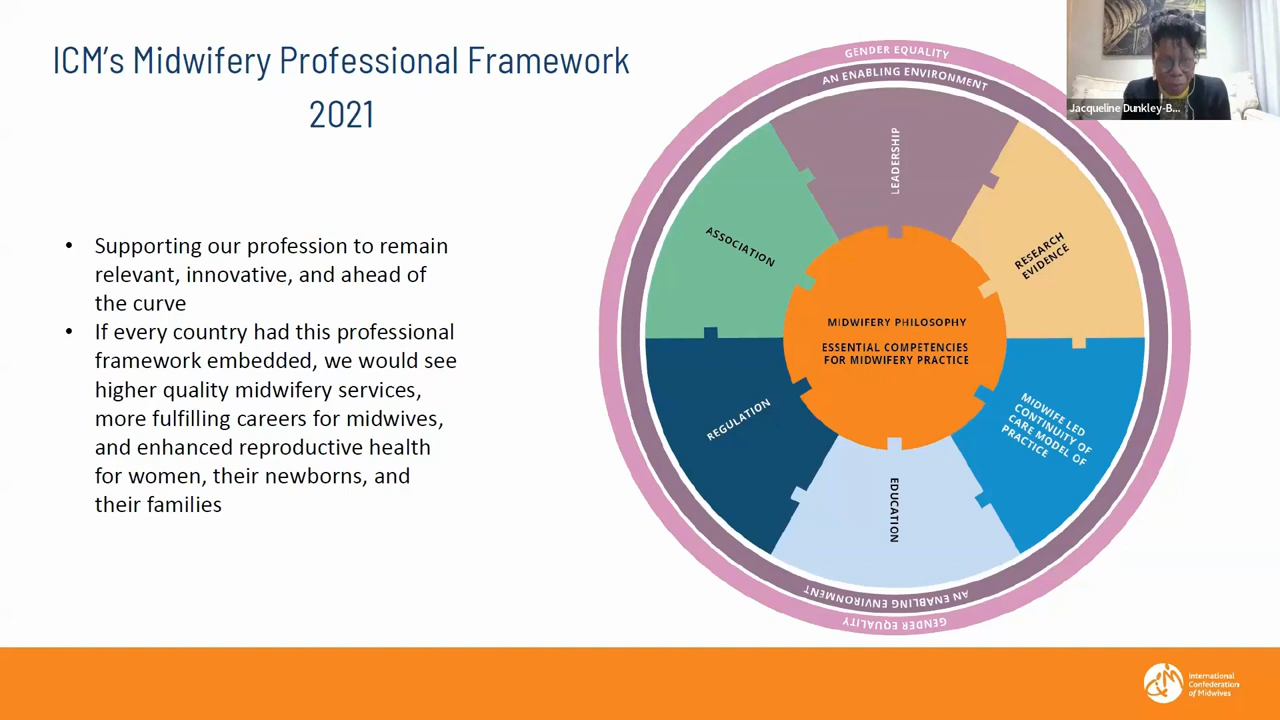 ICM's Midwifery Professional Framework
2021
• Supporting our profession to remain
relevant, innovative, and ahead of
the curve
• If every country had this professional
framework embedded, we would see
higher quality midwifery services,
more fulfilling careers for midwives,
and enhanced reproductive health
for women, their newborns, and
their families
GENDER EQUALITY
AN ENABLING ENVIRONMENT
LEADERSHIP
RESEARCH
EVIDENCE
MIDWIFE LED
CONTINUITY OF
CARE MODEL OF
PRACTICE
EDUCATION
REGULATION
ASSOCIATION
MIDWIFERY PHILOSOPHY
ESSENTIAL COMPETENCIES
FOR MIDWIFERY PRACTICE
AN ENABLING ENVIRONMENT
GENDER EQUALITY
Jacqueline Dunkley-B...
International
Confederation
of Midwives